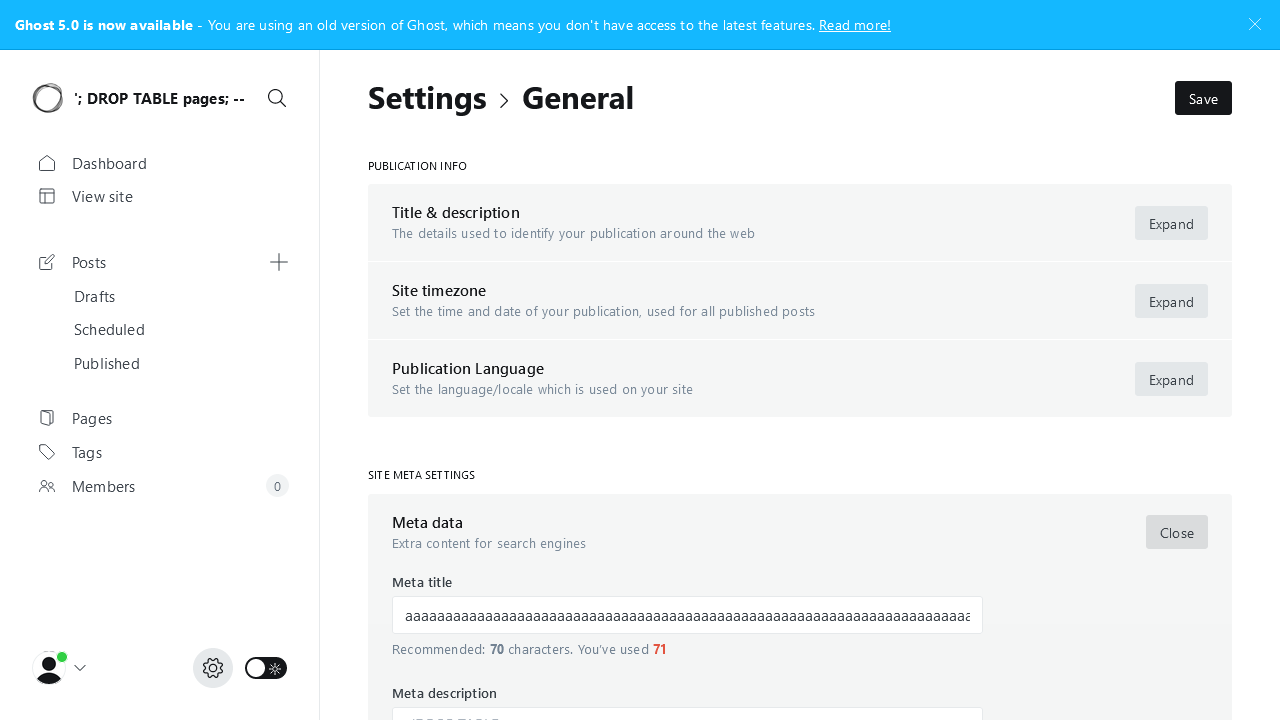 Ghost 5.0 is now available - You are using an old version of Ghost, which means you don't have access to the latest features. Read more!
'; DROP TABLE pages; --
Dashboard
View site
Posts
Drafts
Scheduled
Published
Pages
Tags
Members
0
Settings
General
Save
PUBLICATION INFO
Title & description
The details used to identify your publication around the web
Expand
Site timezone
Set the time and date of your publication, used for all published posts
Expand
Publication Language
Set the language/locale which is used on your site
Expand
SITE META SETTINGS
Meta data
Extra content for search engines
Close
Meta title
aaaaaaaaaaaaaaaaaaaaaaaaaaaaaaaaaaaaaaaaaaaaaaaaaaaaaaaaaaaaaaaaaaaaaaa
Recommended: 70 characters. You've used 71
Meta description